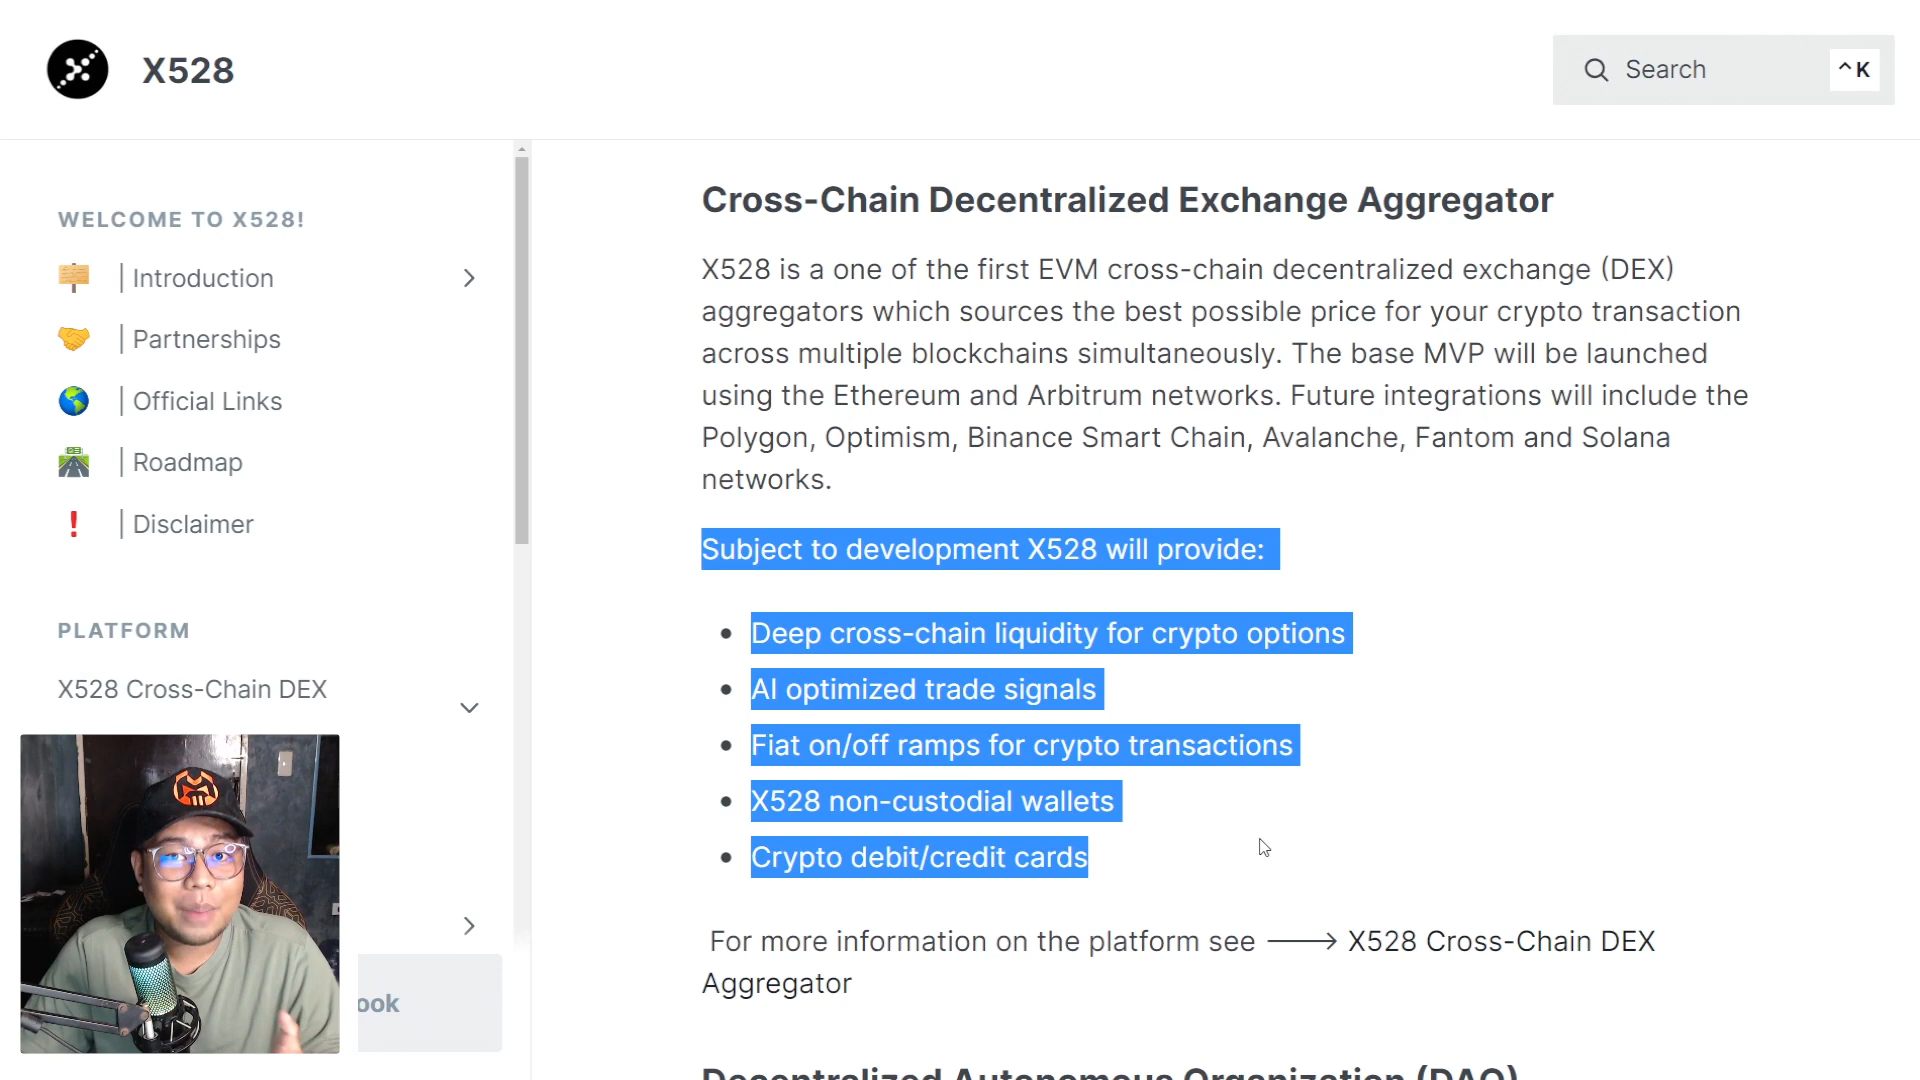 X528
Search
^ K
WELCOME TO X528!
| Introduction
| Partnerships
| Official Links
| Roadmap
| Disclaimer
PLATFORM
X528 Cross-Chain DEX
ook
Cross-Chain Decentralized Exchange Aggregator
X528 is a one of the first EVM cross-chain decentralized exchange (DEX)
aggregators which sources the best possible price for your crypto transaction
across multiple blockchains simultaneously. The base MVP will be launched
using the Ethereum and Arbitrum networks. Future integrations will include the
Polygon, Optimism, Binance Smart Chain, Avalanche, Fantom and Solana
networks.
Subject to development X528 will provide:
• Deep cross-chain liquidity for crypto options
• AI optimized trade signals
• Fiat on/off ramps for crypto transactions
• X528 non-custodial wallets
• Crypto debit/credit cards
For more information on the platform see ⟶ X528 Cross-Chain DEX
Aggregator
Decentralized Autonomous Organization (DAO)